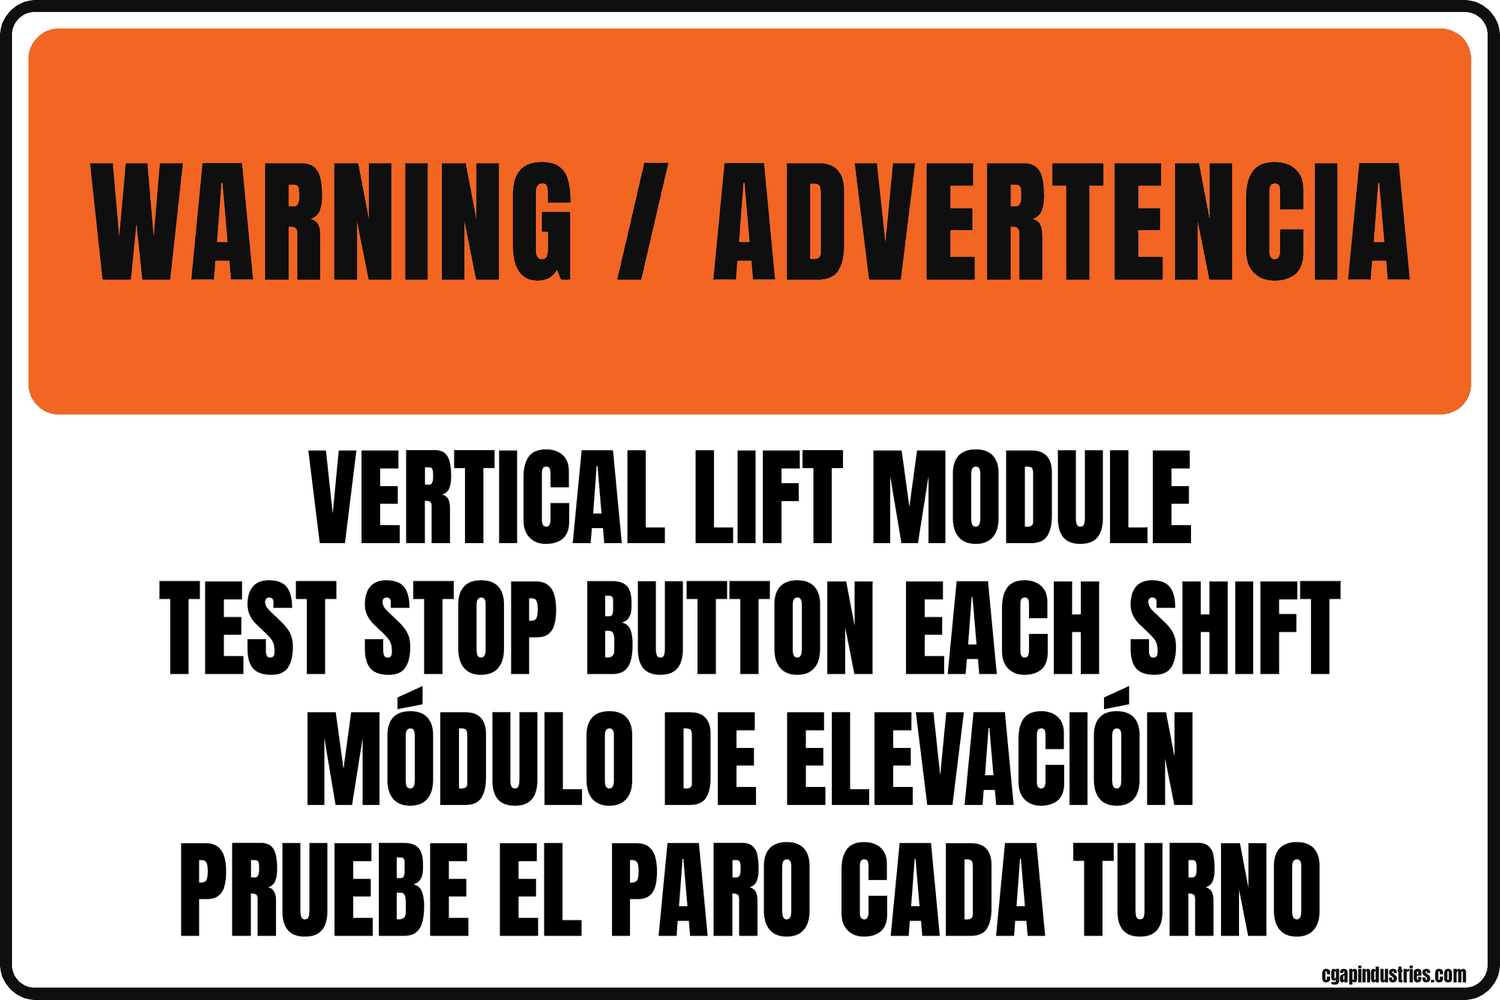 WARNING / ADVERTENCIA
VERTICAL LIFT MODULE
TEST STOP BUTTON EACH SHIFT
MÓDULO DE ELEVACIÓN
PRUEBE EL PARO CADA TURNO
cgapindustries.com